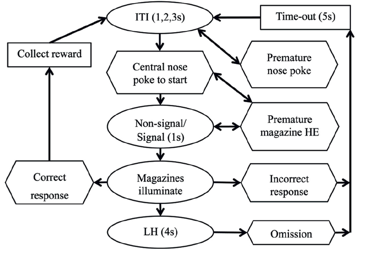 ITI (1,2,3s)
Time-out (5s)
Collect reward
Central nose
poke to start
Premature
nose poke
Non-signal/
Signal (1s)
Premature
magazine HE
Correct
response
Magazines
illuminate
Incorrect
response
LH (4s)
Omission